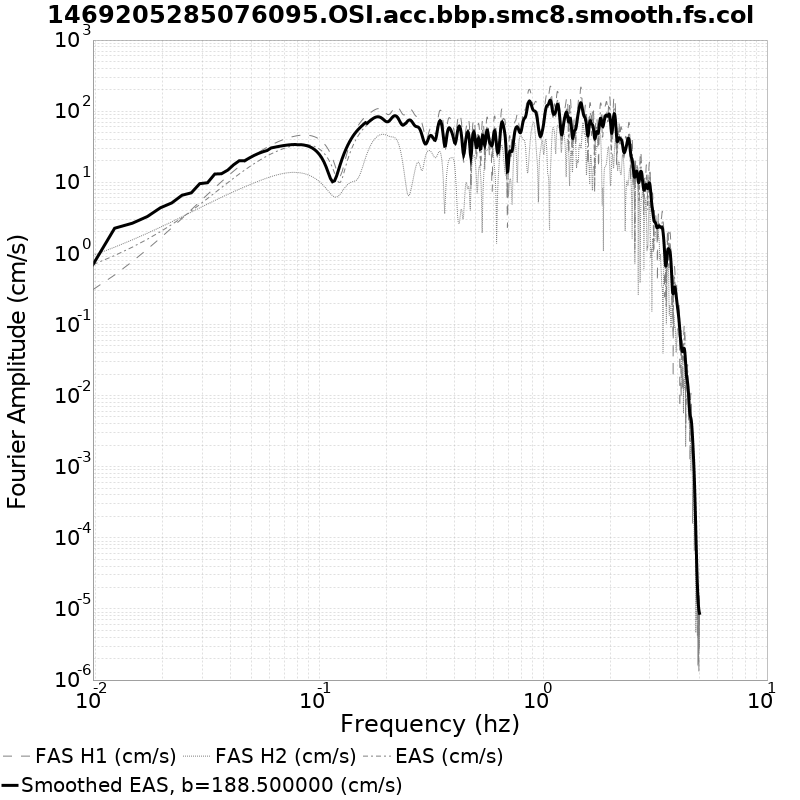 1469205285076095.OSI.acc.bbp.smc8.smooth.fs.col
10^3
10^2
10^1
10^0
10^-1
10^-2
10^-3
10^-4
10^-5
10^-6
Fourier Amplitude (cm/s)
10^-2 10^-1 10^0 10^1
Frequency (hz)
FAS H1 (cm/s) FAS H2 (cm/s) EAS (cm/s)
Smoothed EAS, b=188.500000 (cm/s)